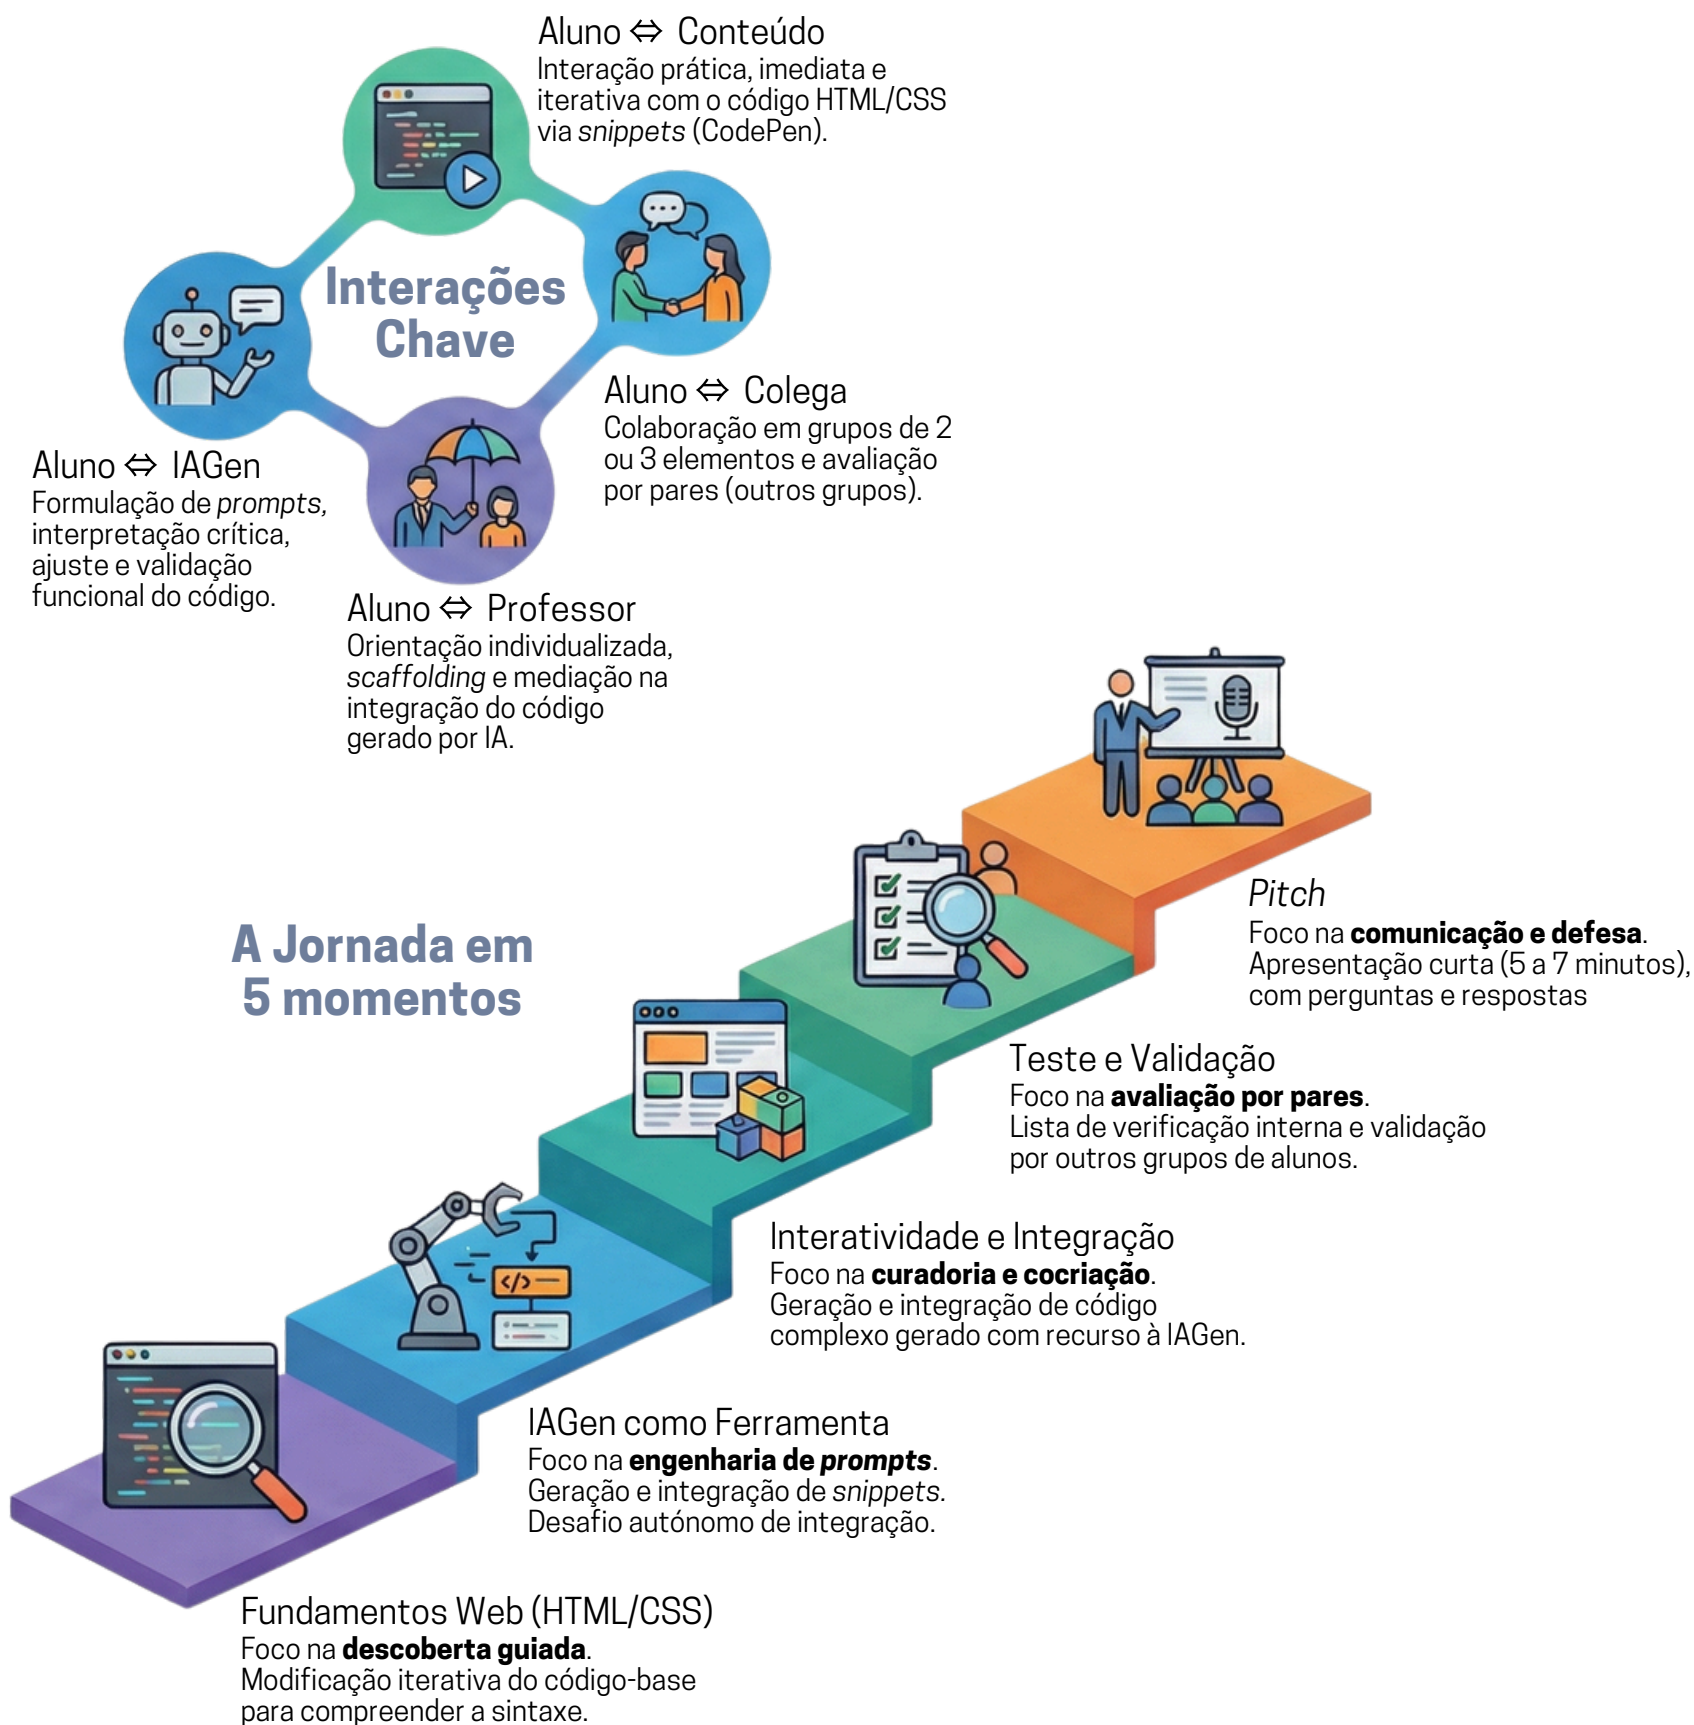 Aluno ⇔ Conteúdo
Interação prática, imediata e
iterativa com o código HTML/CSS
via snippets (CodePen).
Interações
Chave
Aluno ⇔ Colega
Colaboração em grupos de 2
ou 3 elementos e avaliação
por pares (outros grupos).
Aluno ⇔ IAGen
Formulação de prompts,
interpretação crítica,
ajuste e validação
funcional do código.
Aluno ⇔ Professor
Orientação individualizada,
scaffolding e mediação na
integração do código
gerado por IA.
A Jornada em
5 momentos
Pitch
Foco na comunicação e defesa.
Apresentação curta (5 a 7 minutos),
com perguntas e respostas
Teste e Validação
Foco na avaliação por pares.
Lista de verificação interna e validação
por outros grupos de alunos.
Interatividade e Integração
Foco na curadoria e cocriação.
Geração e integração de código
complexo gerado com recurso à IAGen.
</>
IAGen como Ferramenta
Foco na engenharia de prompts.
Geração e integração de snippets.
Desafio autónomo de integração.
Fundamentos Web (HTML/CSS)
Foco na descoberta guiada.
Modificação iterativa do código-base
para compreender a sintaxe.